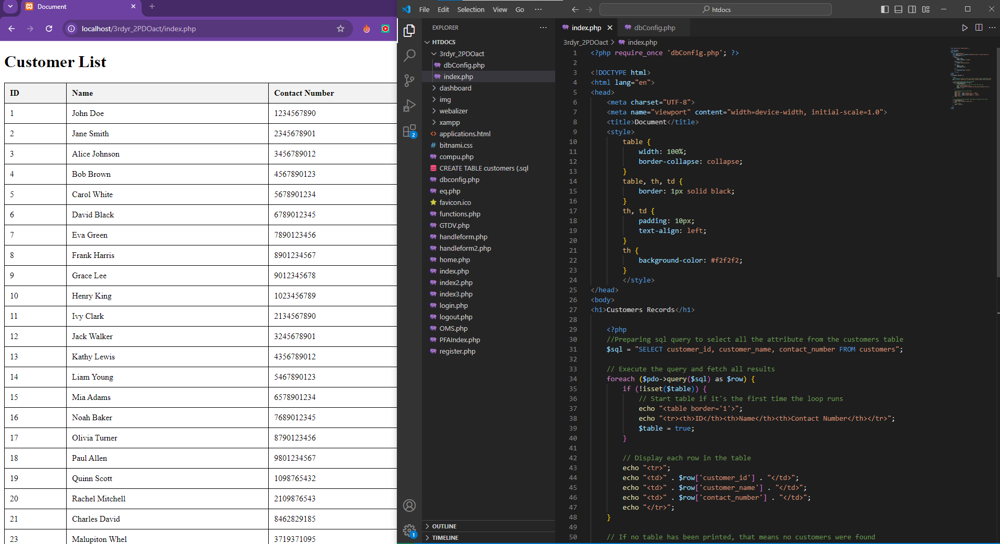 Document
localhost/3rdyr_2PDOact/index.php
Customer List
ID Name Contact Number
1 John Doe 1234567890
2 Jane Smith 2345678901
3 Alice Johnson 3456789012
4 Bob Brown 4567890123
5 Carol White 5678901234
6 David Black 6789012345
7 Eva Green 7890123456
8 Frank Harris 8901234567
9 Grace Lee 9012345678
10 Henry King 1023456789
11 Ivy Clark 2134567890
12 Jack Walker 3245678901
13 Kathy Lewis 4356789012
14 Liam Young 5467890123
15 Mia Adams 6578901234
16 Noah Baker 7689012345
17 Olivia Turner 8790123456
18 Paul Allen 9801234567
19 Quinn Scott 1098765432
20 Rachel Mitchell 2109876543
21 Charles David 8462829185
23 Malupiton Whel 3719371095
File Edit Selection View Go ···
htdocs
2
1
EXPLORER ···
HTDOCS
3rdyr_2PDOact
dbConfig.php
index.php
dashboard
img
webalizer
xampp
applications.html
bitnami.css
compu.php
CREATE TABLE customers (.sql
dbconfig.php
eq.php
favicon.ico
functions.php
GTDV.php
handleform.php
handleform2.php
home.php
index.php
index2.php
index3.php
login.php
logout.php
OMS.php
PFAIndex.php
register.php
OUTLINE
TIMELINE
index.php dbConfig.php
3rdyr_2PDOact > index.php
1 <?php require_once 'dbConfig.php'; ?>
2
3 <!DOCTYPE html>
4 <html lang="en">
5 <head>
6 <meta charset="UTF-8">
7 <meta name="viewport" content="width=device-width, initial-scale=1.0">
8 <title>Document</title>
9 <style>
10 table {
11 width: 100%;
12 border-collapse: collapse;
13 }
14 table, th, td {
15 border: 1px solid black;
16 }
17 th, td {
18 padding: 10px;
19 text-align: left;
20 }
21 th {
22 background-color: #f2f2f2;
23 }
24 </style>
25 </head>
26 <body>
27 <h1>Customers Records</h1>
28
29 <?php
30 //Preparing sql query to select all the attribute from the customers table
31 $sql = "SELECT customer_id, customer_name, contact_number FROM customers";
32
33 // Execute the query and fetch all results
34 foreach ($pdo->query($sql) as $row) {
35 if (!isset($table)) {
36 // Start table if it's the first time the loop runs
37 echo "<table border='1'>";
38 echo "<tr><th>ID</th><th>Name</th><th>Contact Number</th></tr>";
39 $table = true;
40 }
41
42 // Display each row in the table
43 echo "<tr>";
44 echo "<td>" . $row['customer_id'] . "</td>";
45 echo "<td>" . $row['customer_name'] . "</td>";
46 echo "<td>" . $row['contact_number'] . "</td>";
47 echo "</tr>";
48 }
49
50 // If no table has been printed, that means no customers were found